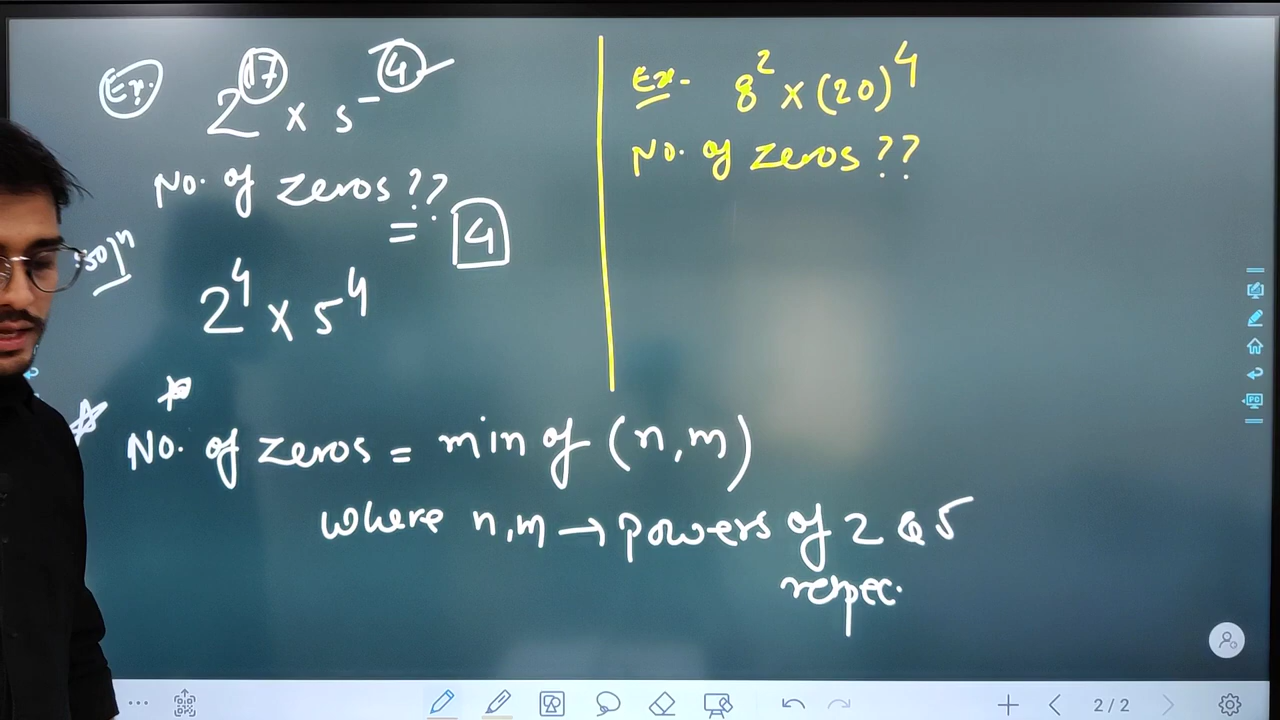 Ex. 2^17 × 5^4
No. of zeros??
= 4
50]^n
2^4 × 5^4
No. of zeros = min of (n,m)
where n,m → powers of 2 & 5
respec.
Ex- 8^2 × (20)^4
No. of zeros??
2/2